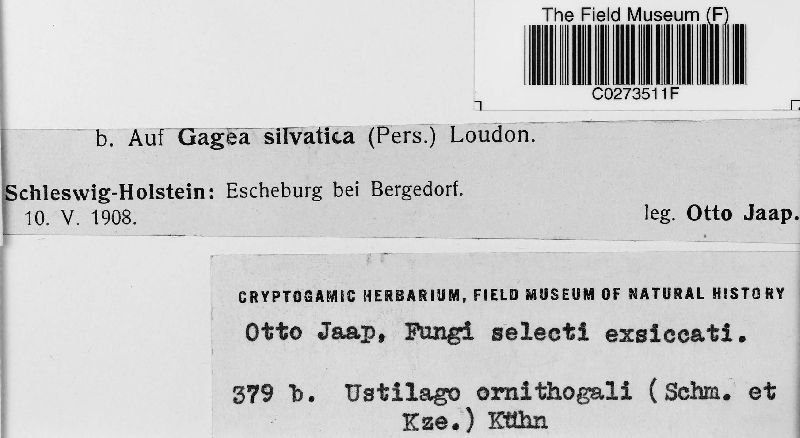 The Field Museum (F)
C0273511F
b. Auf Gagea silvatica (Pers.) Loudon.
Schleswig-Holstein: Escheburg bei Bergedorf.
10. V. 1908.
leg. Otto Jaap.
CRYPTOGAMIC HERBARIUM, FIELD MUSEUM OF NATURAL HISTORY
Otto Jaap, Fungi selecti exsiccati.
379 b. Ustilago ornithogali (Schm. et
Kze.) Kühn